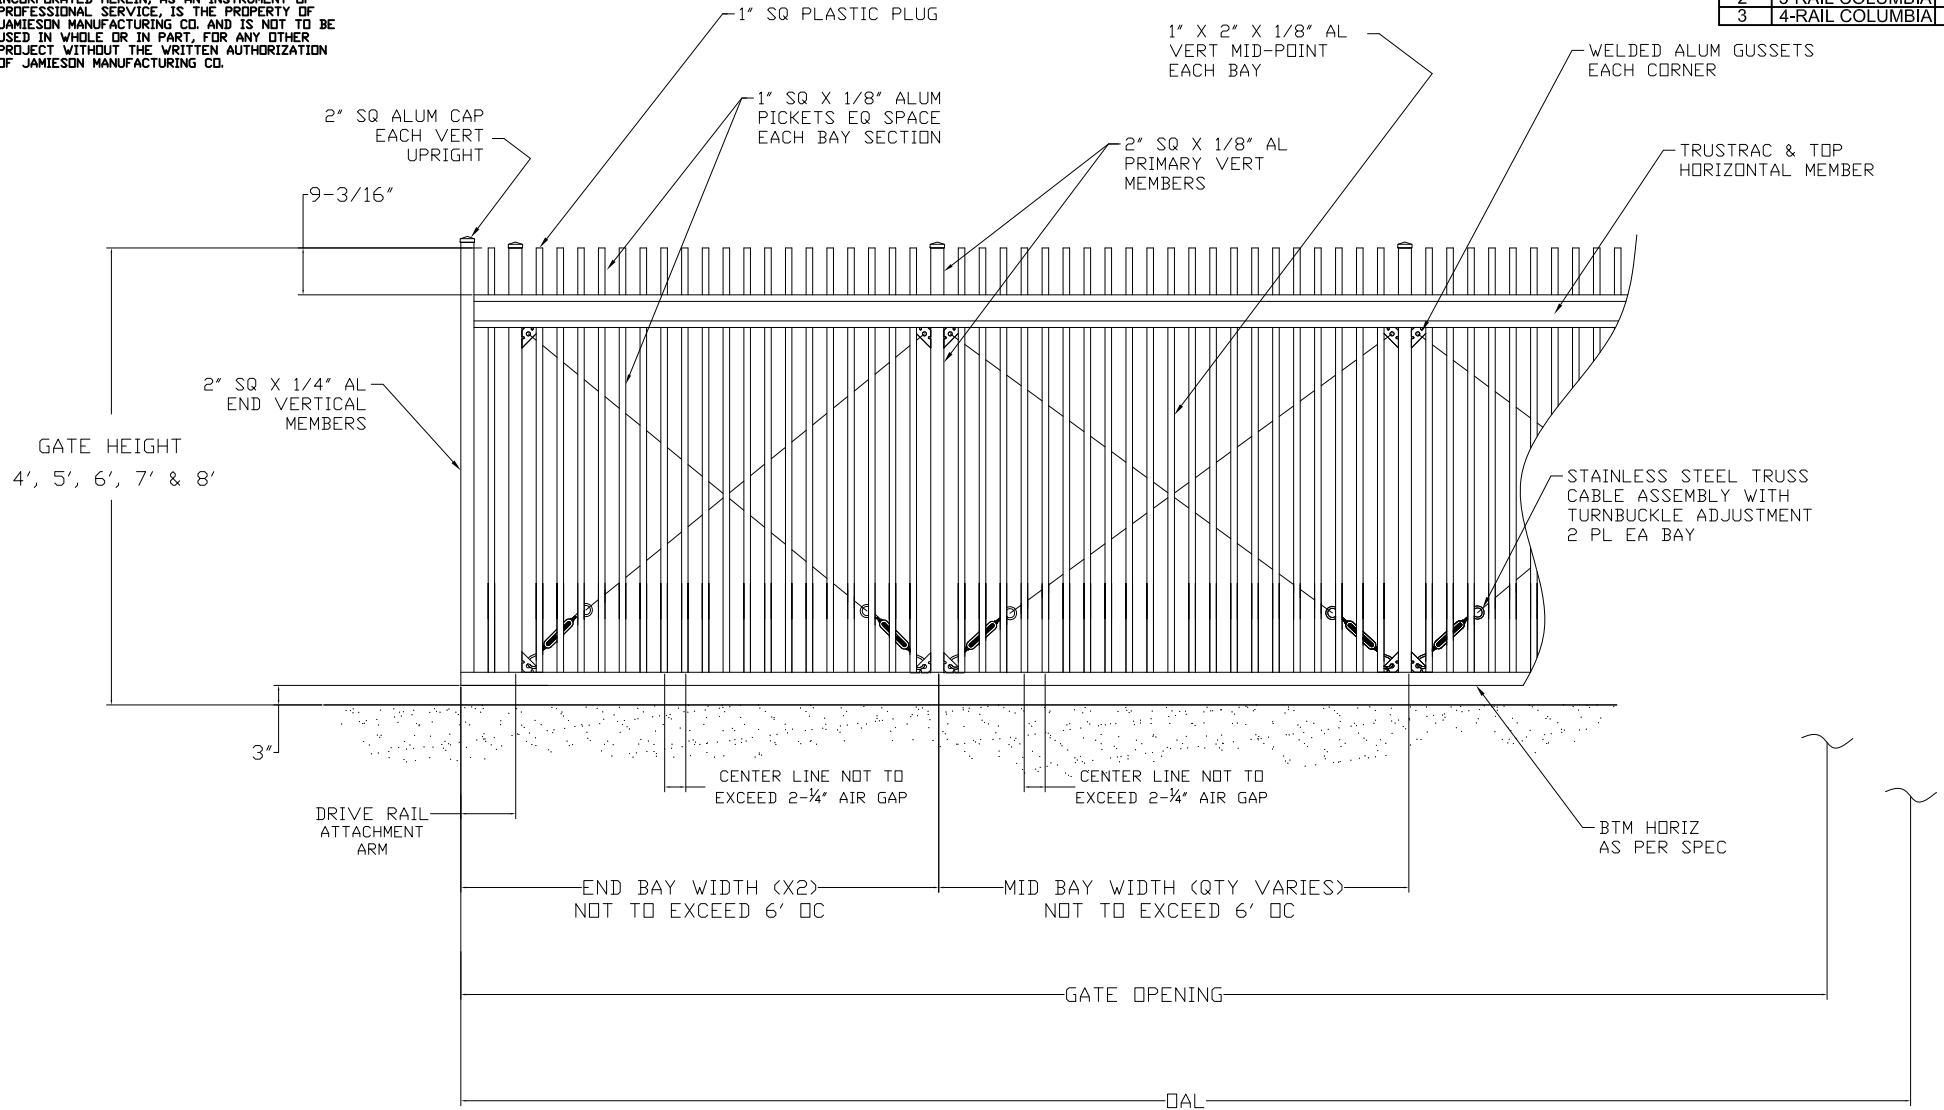 INCORPORATED HEREIN, AS AN INSTRUMENT OF
PROFESSIONAL SERVICE, IS THE PROPERTY OF
JAMIESON MANUFACTURING CO. AND IS NOT TO BE
USED IN WHOLE OR IN PART, FOR ANY OTHER
PROJECT WITHOUT THE WRITTEN AUTHORIZATION
OF JAMIESON MANUFACTURING CO.
1" SQ PLASTIC PLUG
2 3-RAIL COLUMBIA
3 4-RAIL COLUMBIA
1" X 2" X 1/8" AL
VERT MID-POINT
EACH BAY
WELDED ALUM GUSSETS
EACH CORNER
2" SQ ALUM CAP
EACH VERT
UPRIGHT
1" SQ X 1/8" ALUM
PICKETS EQ SPACE
EACH BAY SECTION
2" SQ X 1/8" AL
PRIMARY VERT
MEMBERS
TRUSTRAC & TOP
HORIZONTAL MEMBER
9-3/16"
2" SQ X 1/4" AL
END VERTICAL
MEMBERS
GATE HEIGHT
4', 5', 6', 7' & 8'
STAINLESS STEEL TRUSS
CABLE ASSEMBLY WITH
TURNBUCKLE ADJUSTMENT
2 PL EA BAY
3"
CENTER LINE NOT TO
EXCEED 2-1/4" AIR GAP
CENTER LINE NOT TO
EXCEED 2-1/4" AIR GAP
DRIVE RAIL
ATTACHMENT
ARM
BTM HORIZ
AS PER SPEC
END BAY WIDTH (X2)
NOT TO EXCEED 6' OC
MID BAY WIDTH (QTY VARIES)
NOT TO EXCEED 6' OC
GATE OPENING
OAL